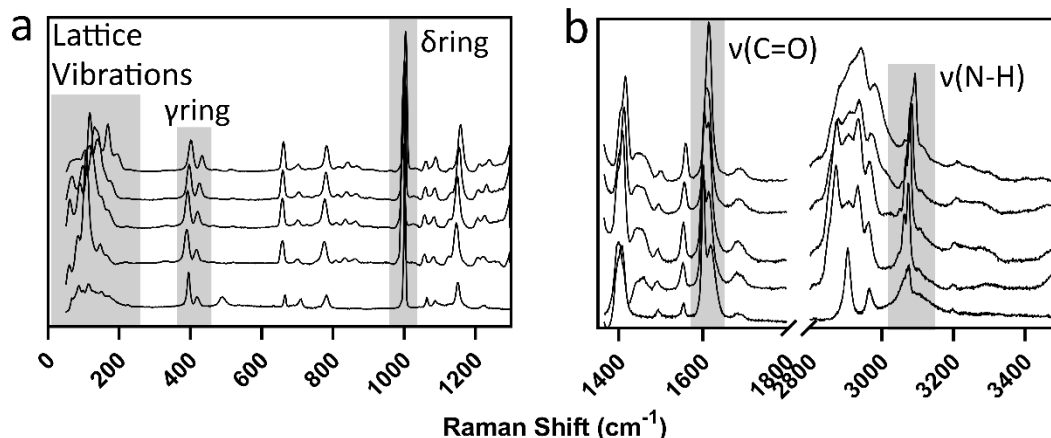 a
Lattice
Vibrations
γring
δring
0
200
400
600
800
1000
1200
b
ν(C=O)
ν(N-H)
1400
1600
1800
2800
3000
3200
3400
Raman Shift (cm⁻¹)